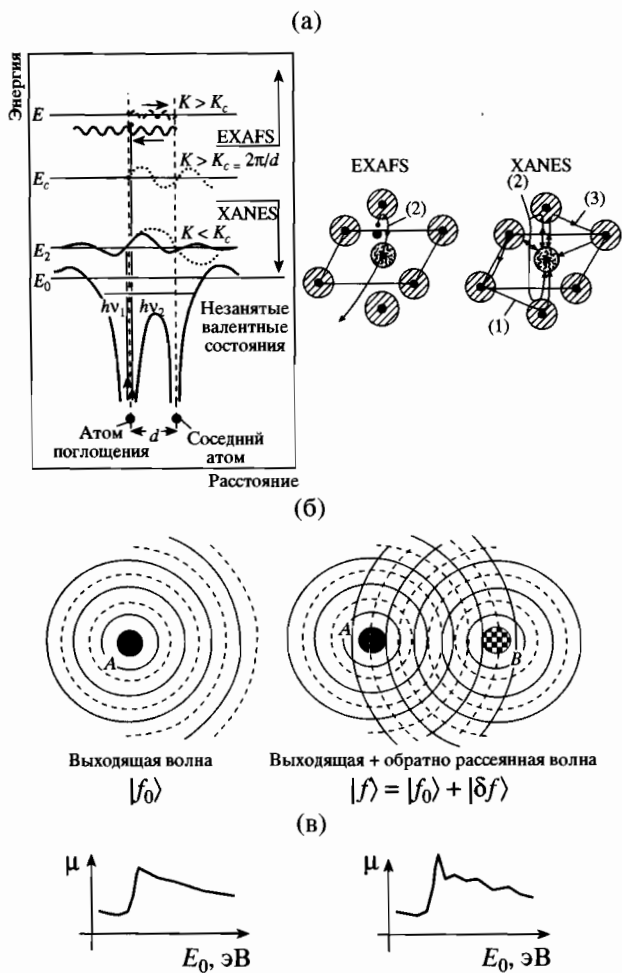 (а)
Энергия
E
K > K_c
EXAFS
E_c
K > K_c = 2π/d
XANES
E_2
K < K_c
E_0
hν_1
hν_2
Незанятые
валентные
состояния
Атом
поглощения
d
Соседний
атом
Расстояние
EXAFS
(2)
XANES
(2)
(3)
(1)
(б)
A
A
B
Выходящая волна
|f_0⟩
Выходящая + обратно рассеянная волна
|f⟩ = |f_0⟩ + |δf⟩
(в)
μ
E_0, эВ
μ
E_0, эВ